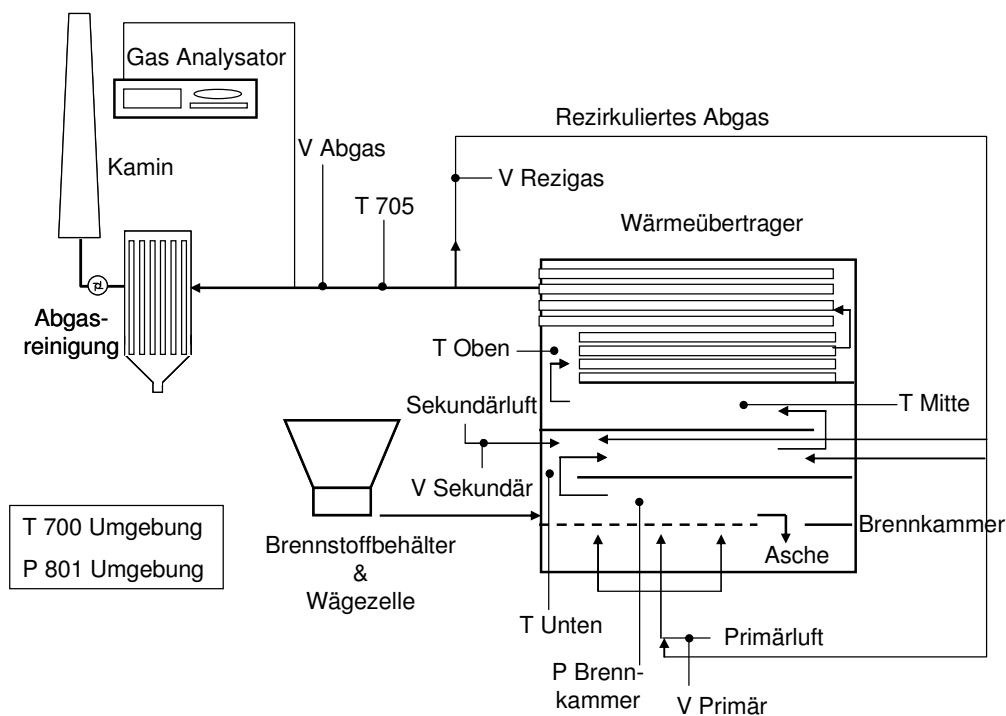 Gas Analysator
Kamin
V Abgas
T 705
Rezirkuliertes Abgas
V Rezigas
Wärmeübertrager
Abgas-
reinigung
T Oben
T Mitte
Sekundärluft
V Sekundär
T 700 Umgebung
P 801 Umgebung
Brennstoffbehälter
&
Wägezelle
Brennkammer
Asche
T Unten
Primärluft
P Brenn-
kammer
V Primär